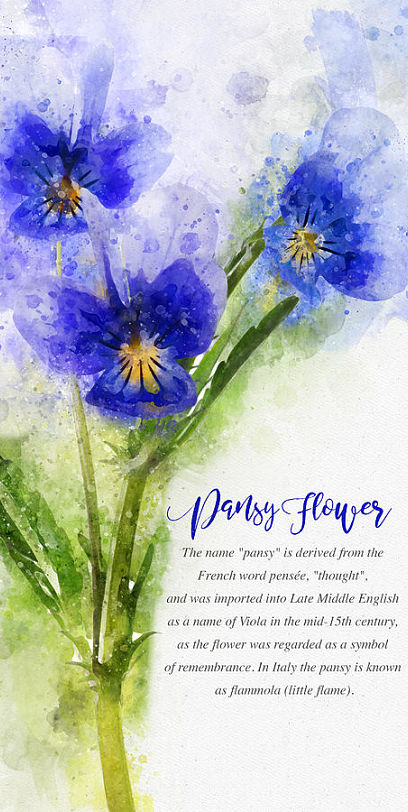 Pansy Flower
The name "pansy" is derived from the
French word pensée, "thought",
and was imported into Late Middle English
as a name of Viola in the mid-15th century,
as the flower was regarded as a symbol
of remembrance. In Italy the pansy is known
as flammola (little flame).